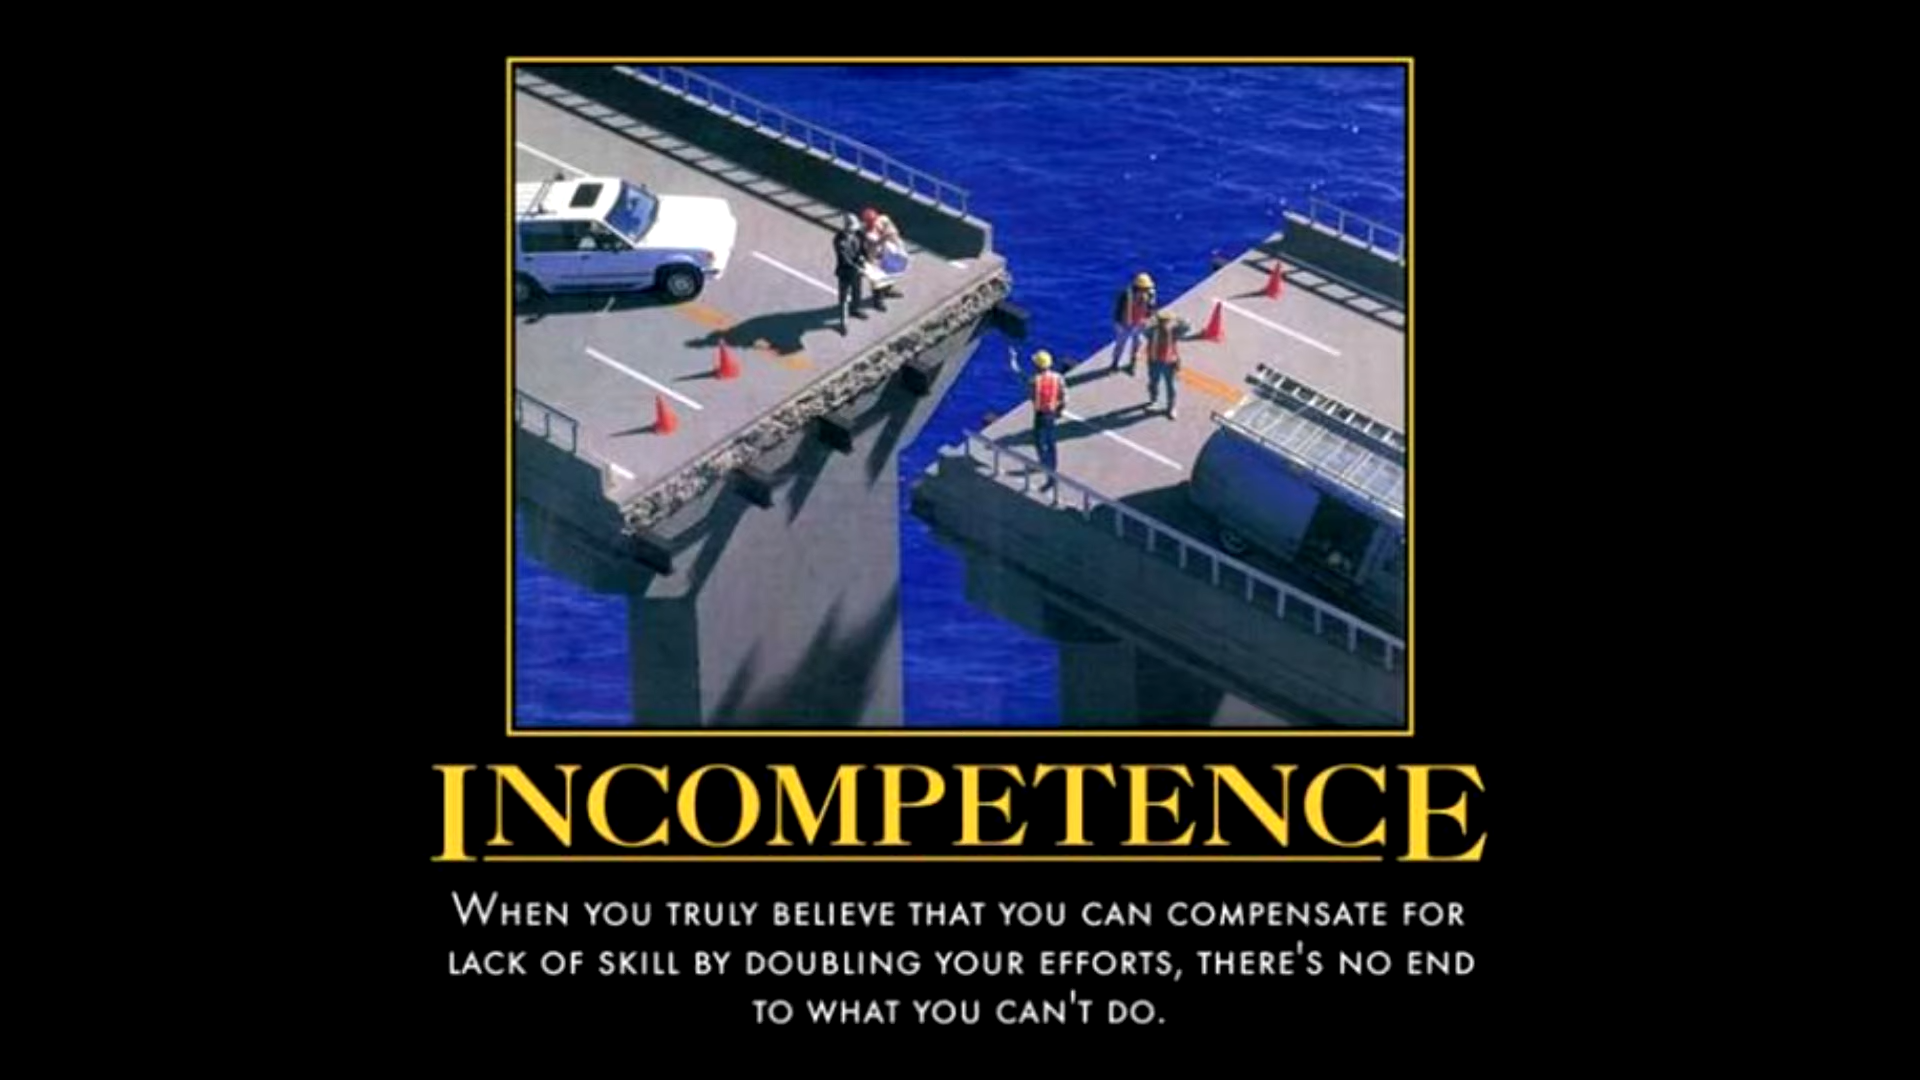 INCOMPETENCE
WHEN YOU TRULY BELIEVE THAT YOU CAN COMPENSATE FOR
LACK OF SKILL BY DOUBLING YOUR EFFORTS, THERE'S NO END
TO WHAT YOU CAN'T DO.